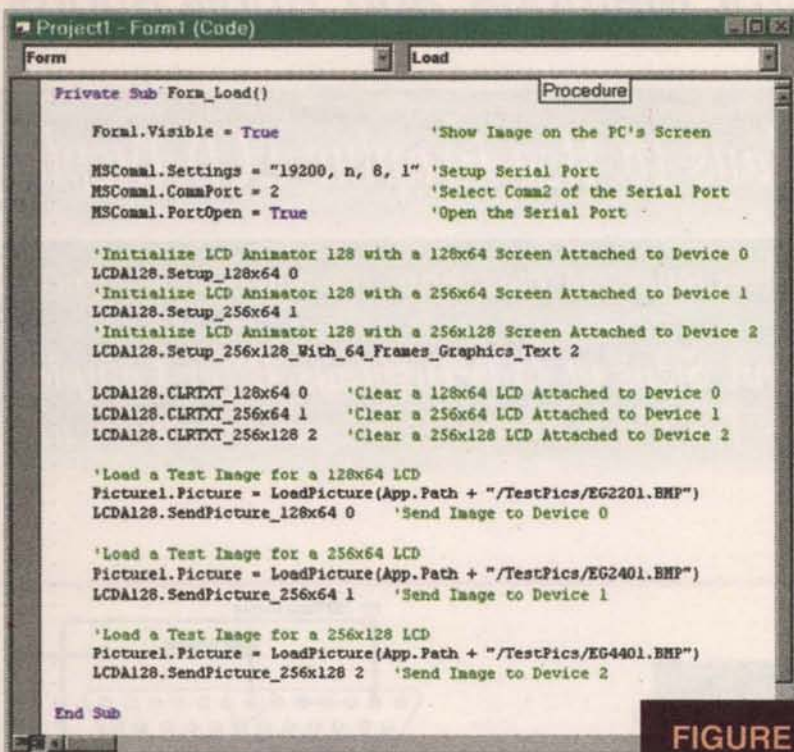 Project1 - Form1 (Code)
Form Load
Procedure
Private Sub Form_Load()
Form1.Visible = True 'Show Image on the PC's Screen
MSComm1.Settings = "19200, n, 8, 1" 'Setup Serial Port
MSComm1.CommPort = 2 'Select Comm2 of the Serial Port
MSComm1.PortOpen = True 'Open the Serial Port
'Initialize LCD Animator 128 with a 128x64 Screen Attached to Device 0
LCDA128.Setup_128x64 0
'Initialize LCD Animator 128 with a 256x64 Screen Attached to Device 1
LCDA128.Setup_256x64 1
'Initialize LCD Animator 128 with a 256x128 Screen Attached to Device 2
LCDA128.Setup_256x128_With_64_Frames_Graphics_Text 2
LCDA128.CLRTXT_128x64 0 'Clear a 128x64 LCD Attached to Device 0
LCDA128.CLRTXT_256x64 1 'Clear a 256x64 LCD Attached to Device 1
LCDA128.CLRTXT_256x128 2 'Clear a 256x128 LCD Attached to Device 2
'Load a Test Image for a 128x64 LCD
Picture1.Picture = LoadPicture(App.Path + "/TestPics/EG2201.BMP")
LCDA128.SendPicture_128x64 0 'Send Image to Device 0
'Load a Test Image for a 256x64 LCD
Picture1.Picture = LoadPicture(App.Path + "/TestPics/EG2401.BMP")
LCDA128.SendPicture_256x64 1 'Send Image to Device 1
'Load a Test Image for a 256x128 LCD
Picture1.Picture = LoadPicture(App.Path + "/TestPics/EG4401.BMP")
LCDA128.SendPicture_256x128 2 'Send Image to Device 2
End Sub
FIGURE